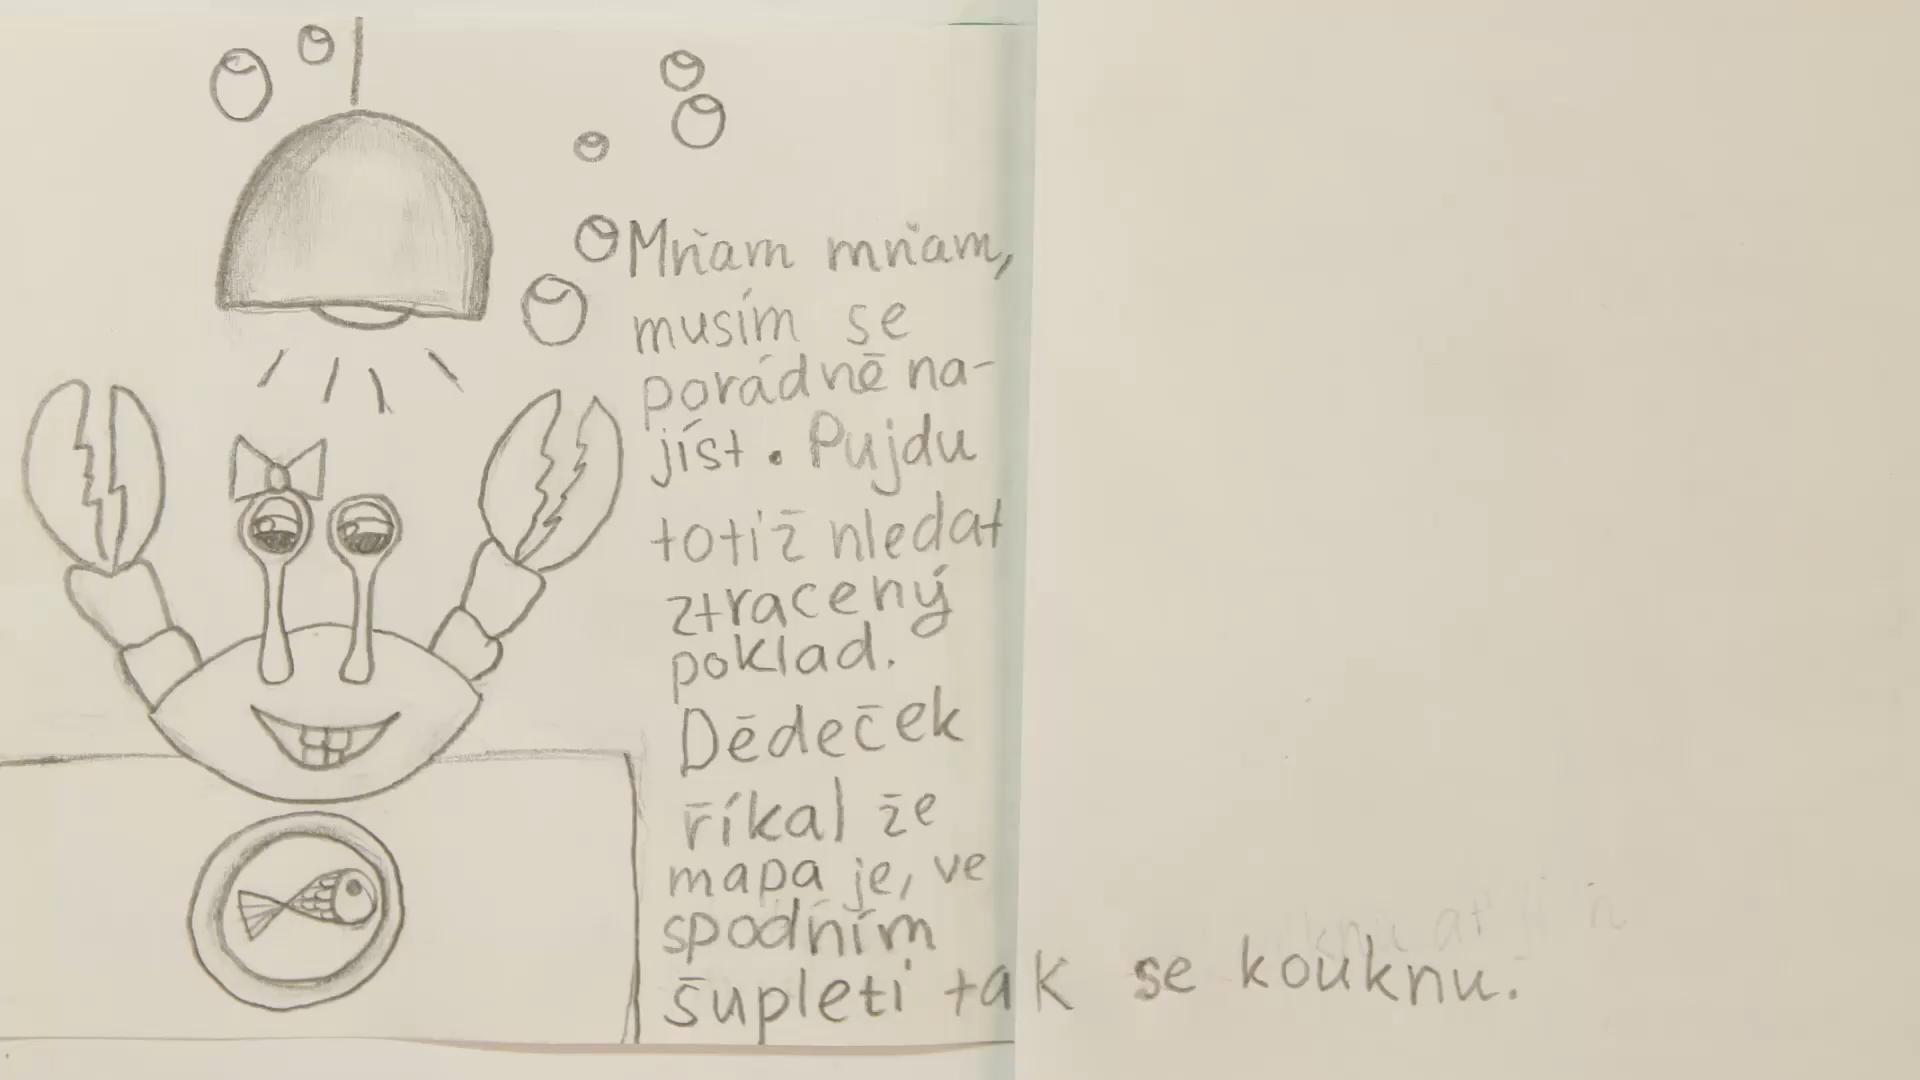 Mňam mňam,
musím se
porádně na-
jíst. Pujdu
totiž hledat
ztracený
poklad.
Dědeček
říkal že
mapa je, ve
spodním
šupleti tak se kouknu.